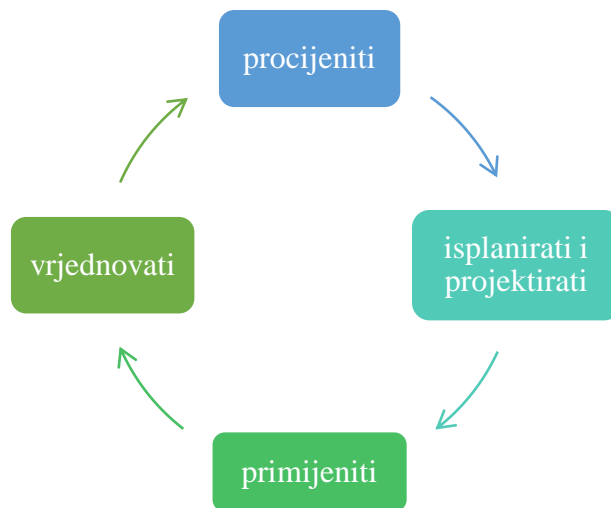 procijeniti
isplanirati i
projektirati
primijeniti
vrjednovati